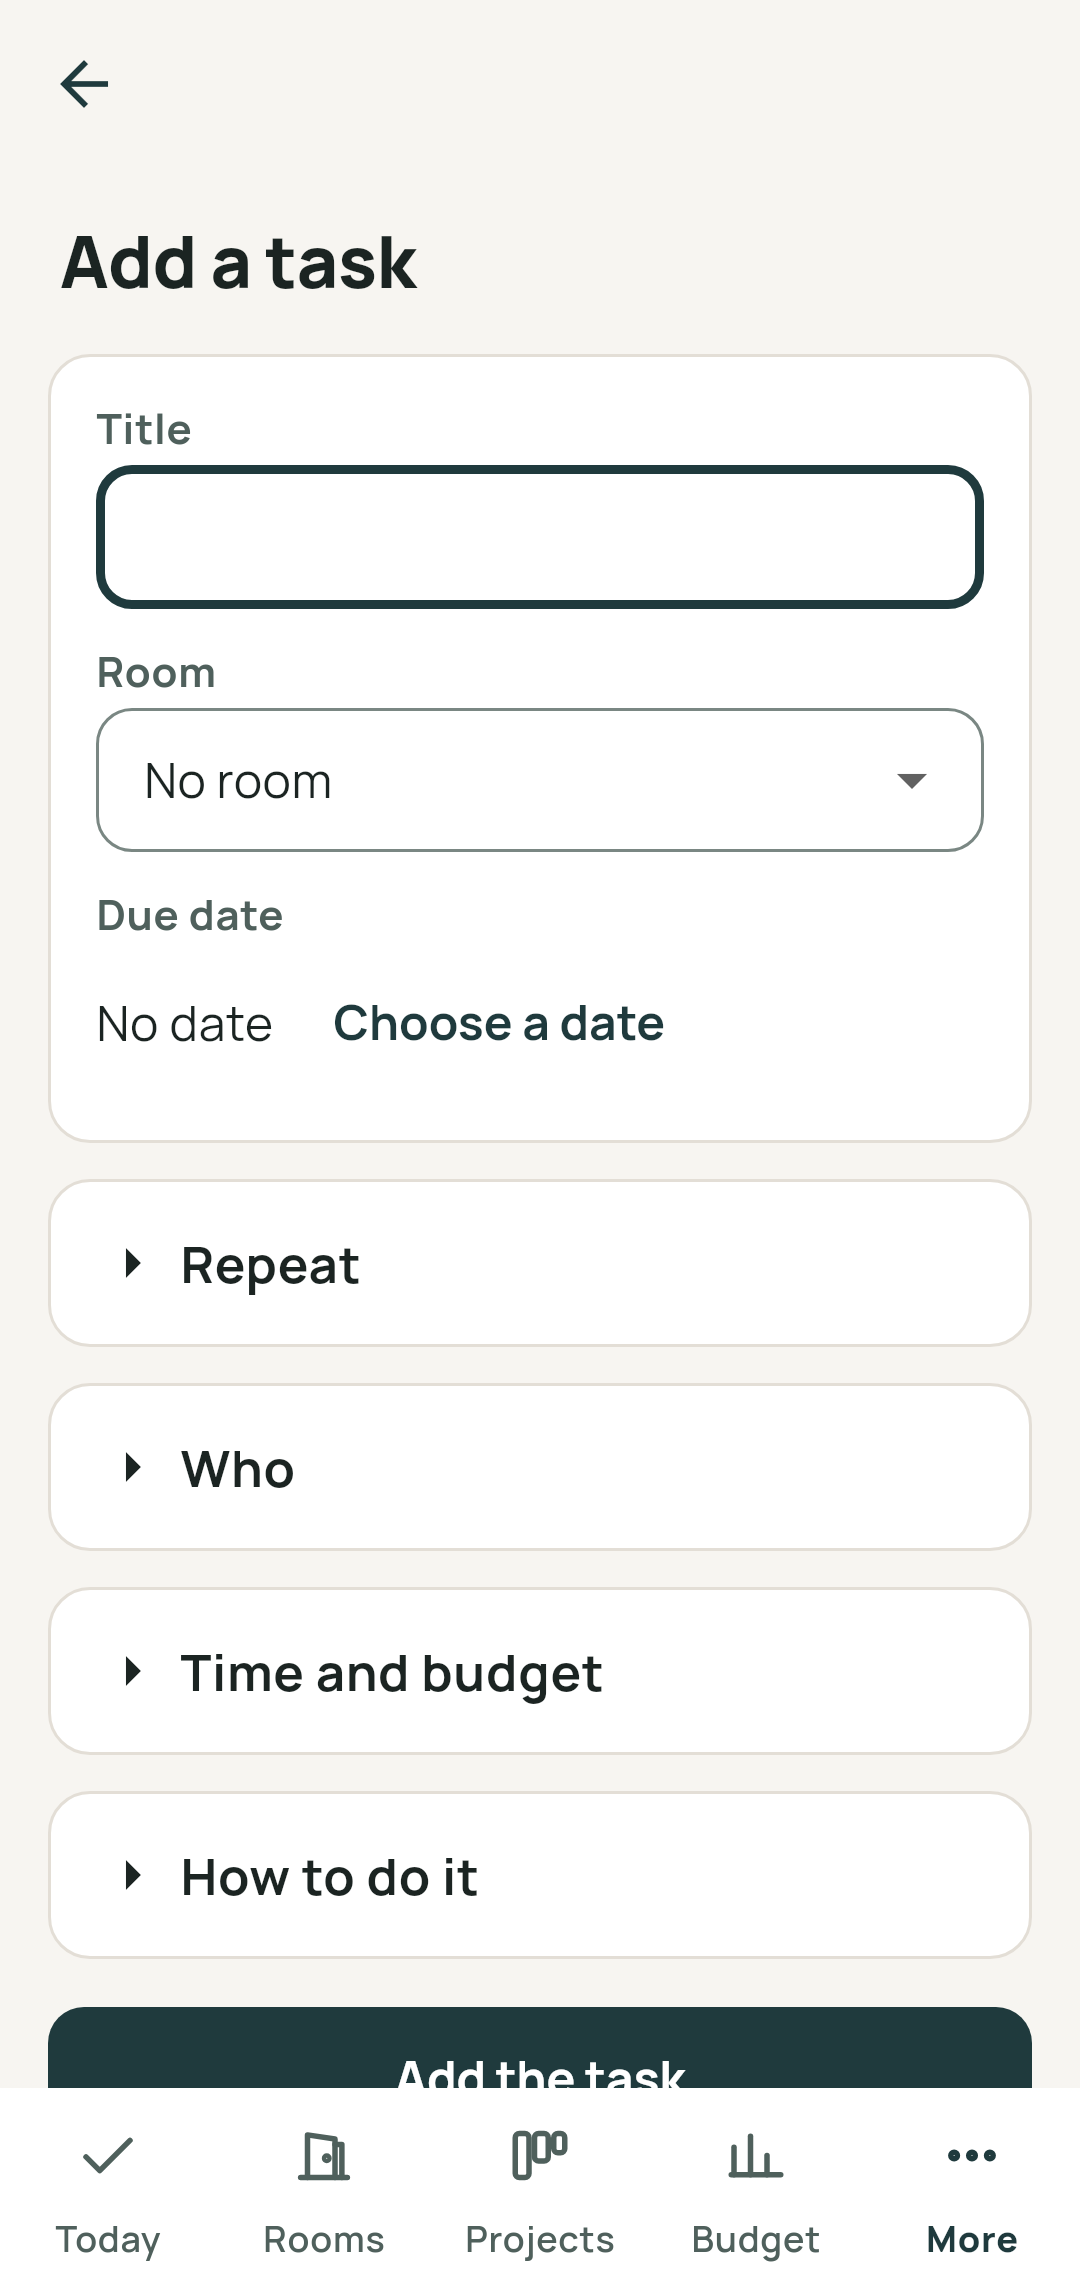 Add a task
Title
Room
No room
Due date
No date Choose a date
Repeat
Who
Time and budget
How to do it
Add the task
Today Rooms Projects Budget More